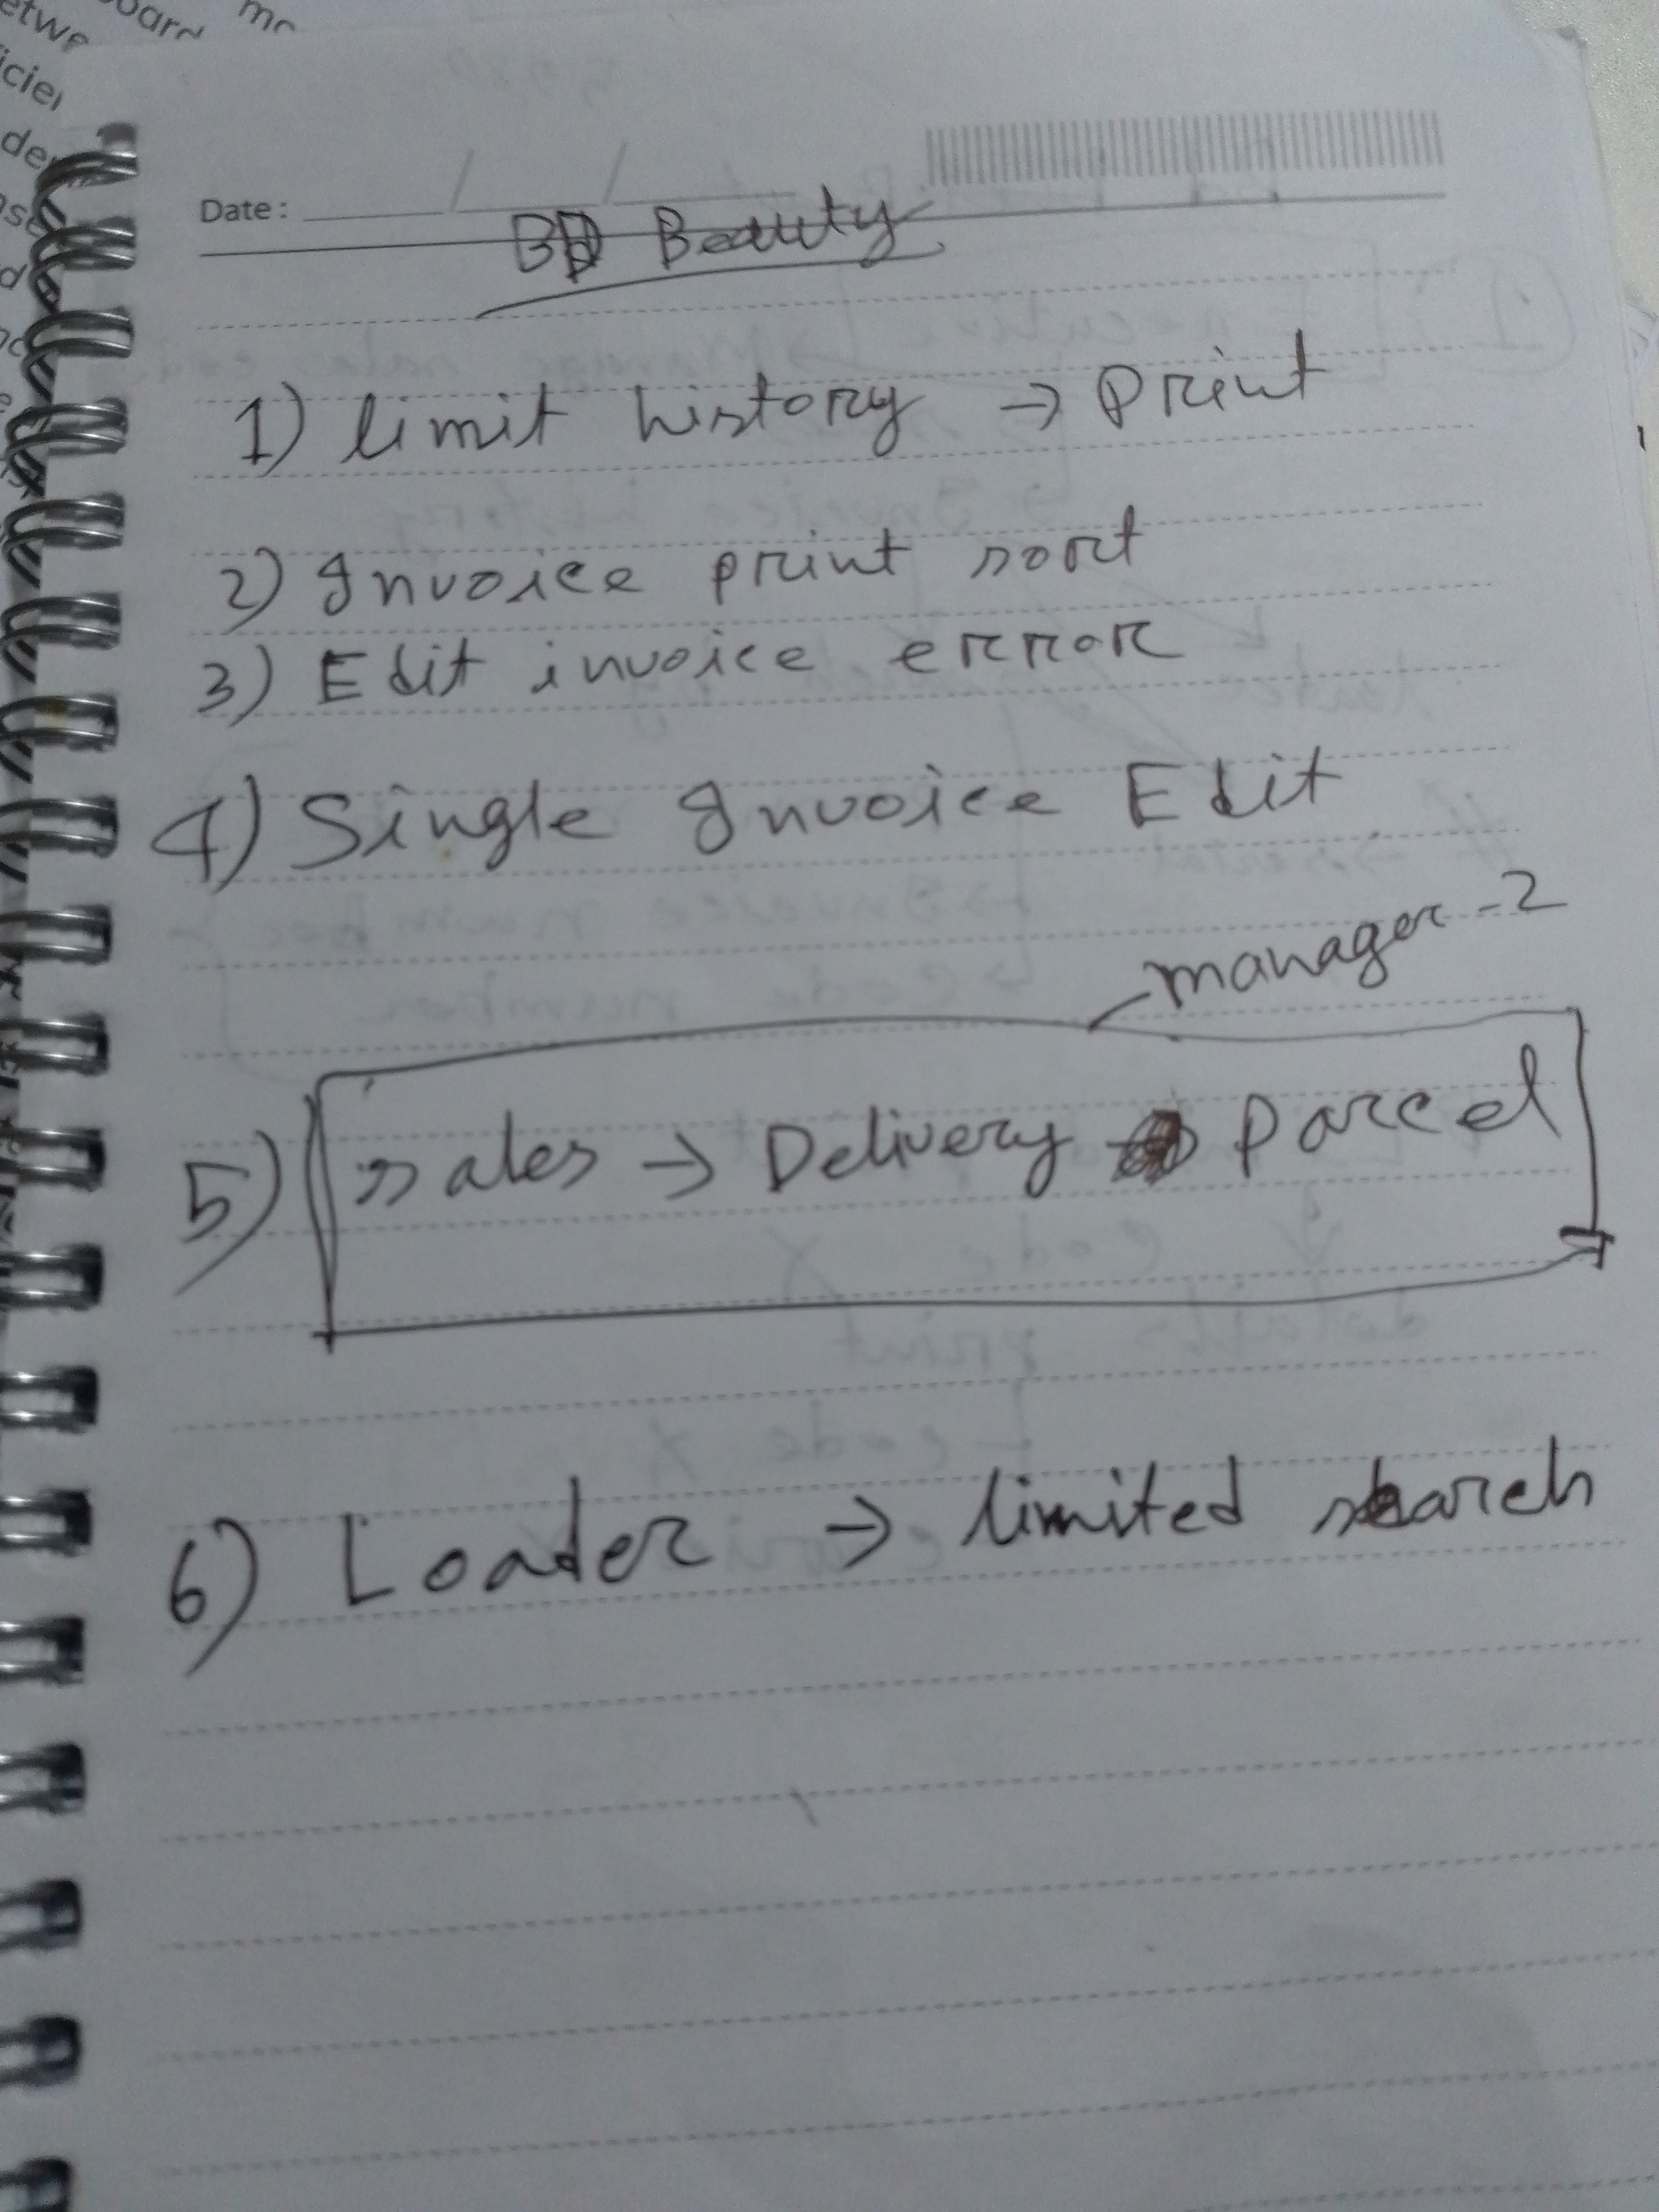 Date: / /
BD Beauty
1) limit history → Print
2) Invoice print sort
3) Edit invoice error
4) Single Invoice Edit
manager-2
5) sales → Delivery Parcel
6) Loader → limited search